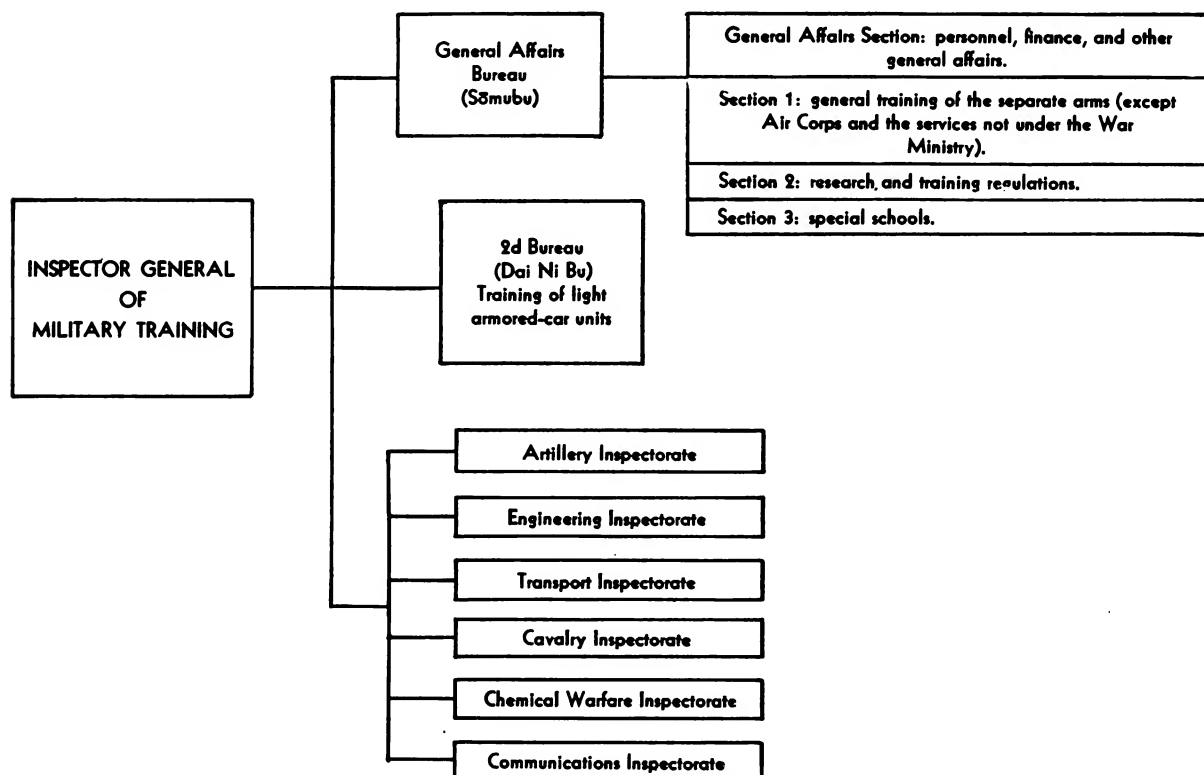 General Affairs
Bureau
(Sōmubu)
General Affairs Section: personnel, finance, and other
general affairs.
Section 1: general training of the separate arms (except
Air Corps and the services not under the War
Ministry).
Section 2: research, and training regulations.
Section 3: special schools.
INSPECTOR GENERAL
OF
MILITARY TRAINING
2d Bureau
(Dai Ni Bu)
Training of light
armored-car units
Artillery Inspectorate
Engineering Inspectorate
Transport Inspectorate
Cavalry Inspectorate
Chemical Warfare Inspectorate
Communications Inspectorate